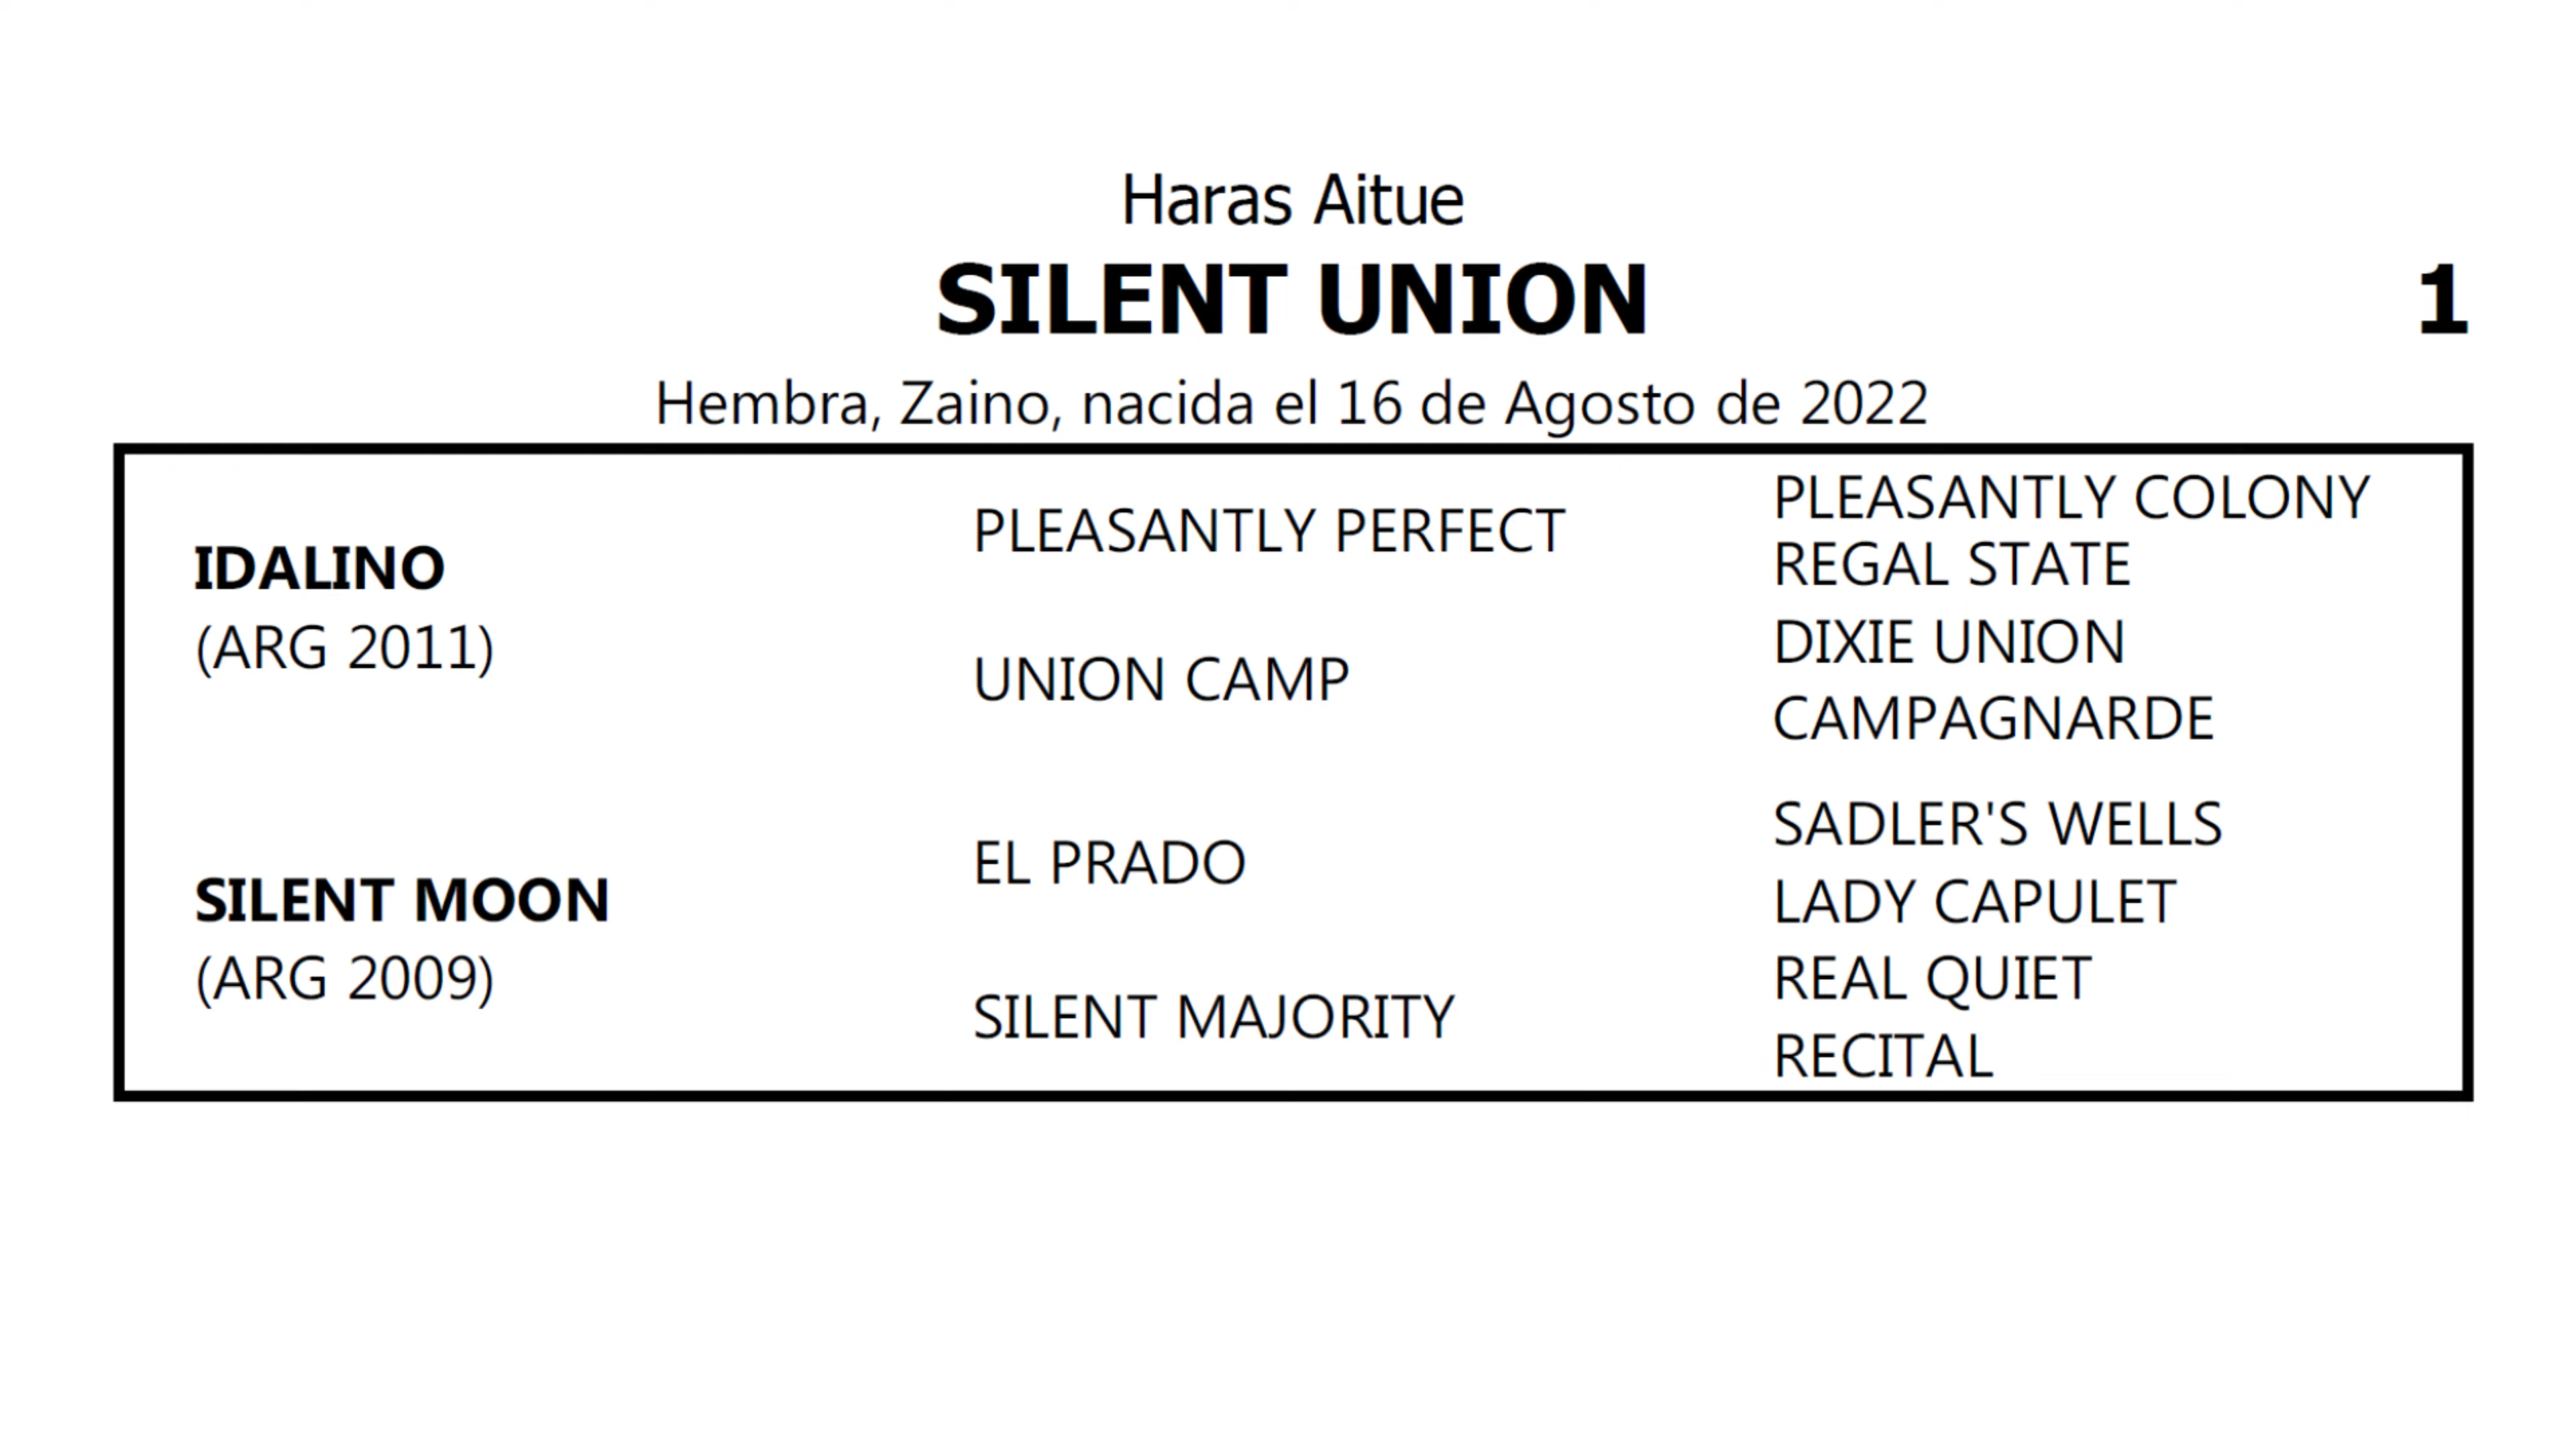 Haras Aitue
SILENT UNION 1
Hembra, Zaino, nacida el 16 de Agosto de 2022
PLEASANTLY COLONY
PLEASANTLY PERFECT
IDALINO
REGAL STATE
(ARG 2011)
DIXIE UNION
UNION CAMP
CAMPAGNARDE
SADLER'S WELLS
EL PRADO
SILENT MOON
LADY CAPULET
(ARG 2009)
REAL QUIET
SILENT MAJORITY
RECITAL